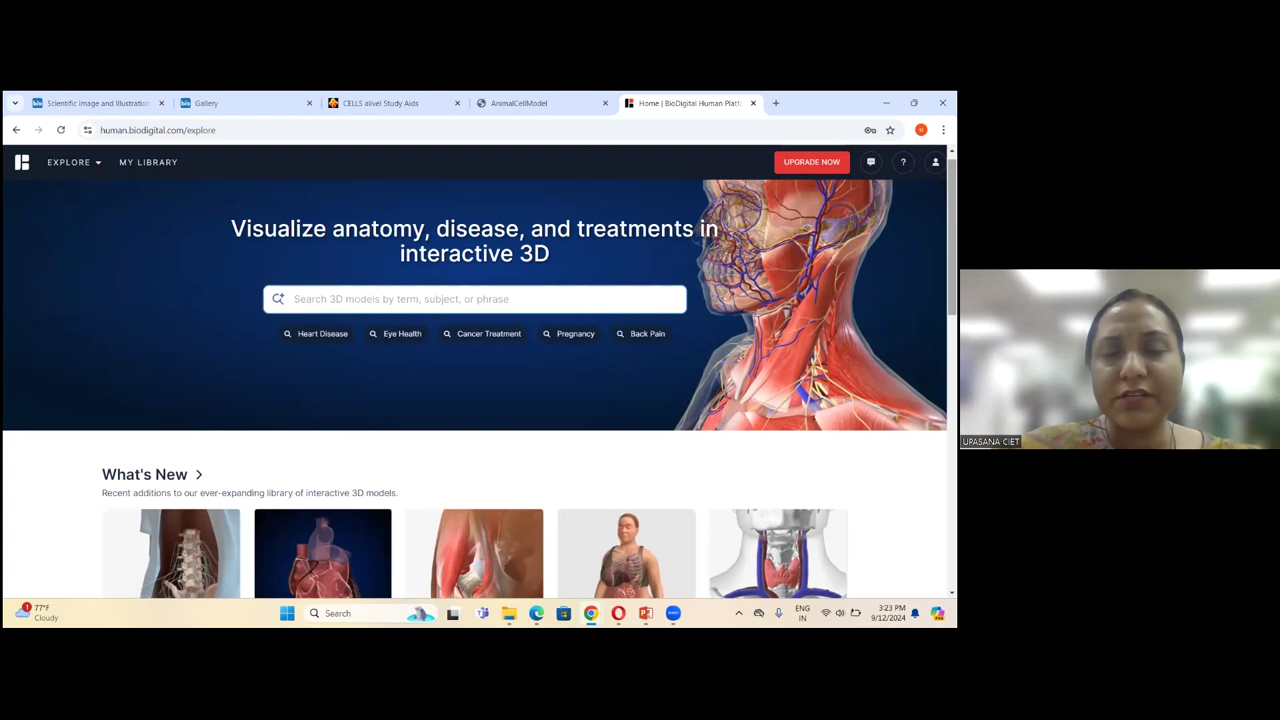 Scientific Image and Illustration
Gallery
CELLS alive! Study Aids
AnimalCellModel
Home | BioDigital Human Platf
human.biodigital.com/explore
EXPLORE
MY LIBRARY
UPGRADE NOW
?
U
Visualize anatomy, disease, and treatments in
interactive 3D
Search 3D models by term, subject, or phrase
Heart Disease
Eye Health
Cancer Treatment
Pregnancy
Back Pain
What's New
Recent additions to our ever-expanding library of interactive 3D models.
UPASANA CIET
1
77°F
Cloudy
Search
ENG
IN
3:23 PM
9/12/2024